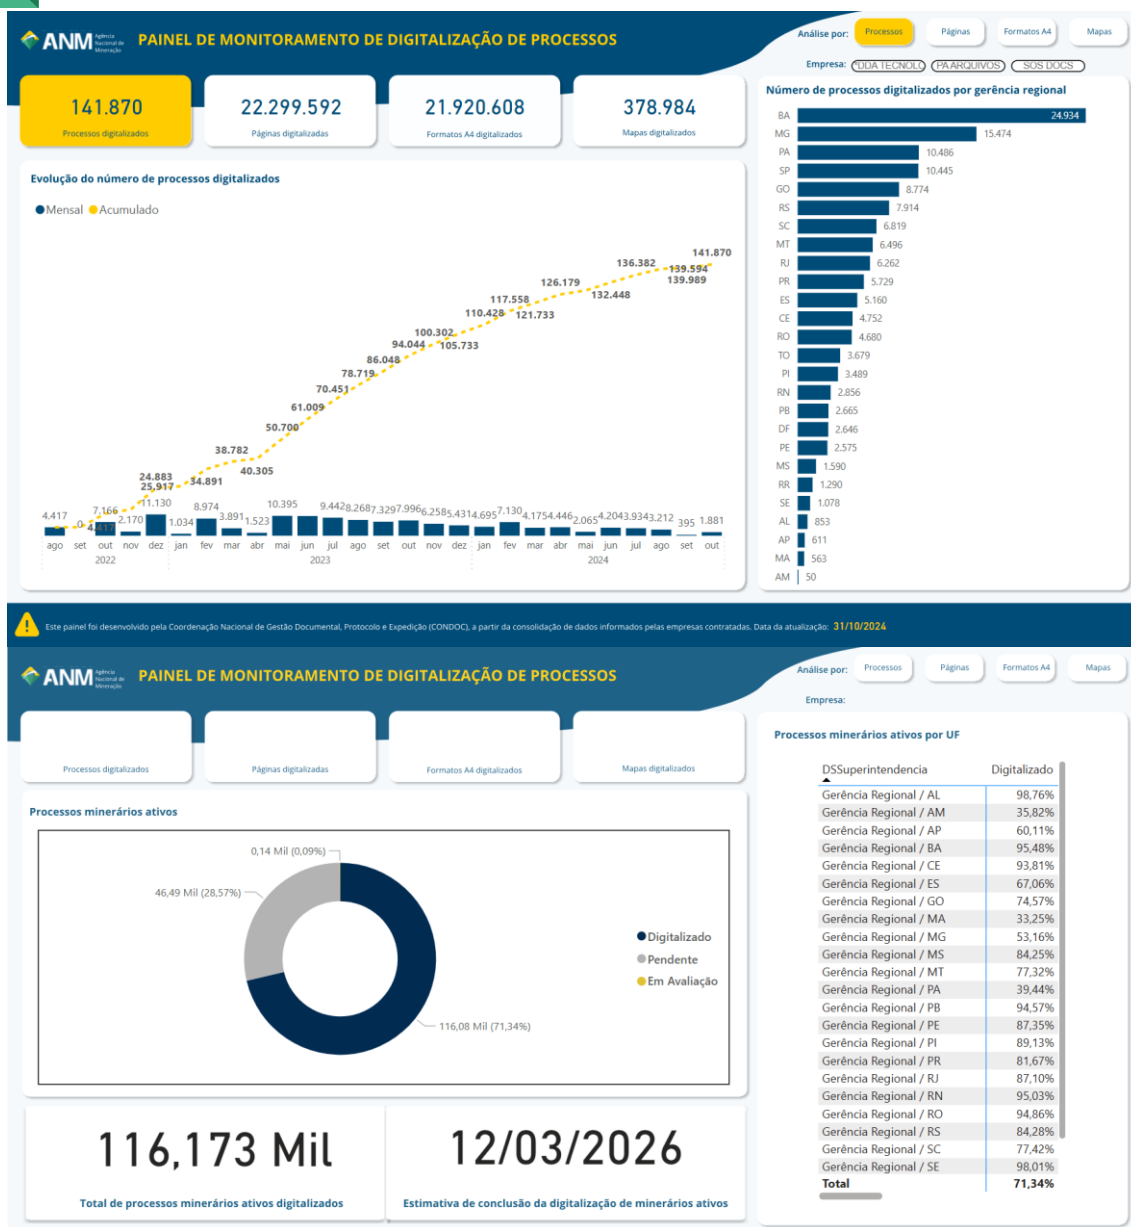 ANM Agência Nacional de Mineração
PAINEL DE MONITORAMENTO DE DIGITALIZAÇÃO DE PROCESSOS
Análise por: Processos Páginas Formatos A4 Mapas
Empresa: DDA TECNOLO PA ARQUIVOS SOS DOCS
141.870
Processos digitalizados
22.299.592
Páginas digitalizadas
21.920.608
Formatos A4 digitalizados
378.984
Mapas digitalizados
Evolução do número de processos digitalizados
Mensal Acumulado
141.870
136.382
139.594
139.989
126.179
132.448
117.558
110.428
121.733
100.302
94.044
105.733
86.048
78.719
70.451
61.009
50.700
38.782
40.305
24.883
25.917
34.891
4.417
4.417 0 7.166 2.170 11.130 1.034 8.974 3.891 1.523 10.395 9.442 8.268 7.329 7.996 6.258 5.431 4.695 7.130 4.175 4.446 2.065 4.204 3.934 3.212 395 1.881
ago set out nov dez jan fev mar abr mai jun jul ago set out nov dez jan fev mar abr mai jun jul ago set out
2022 2023 2024
Número de processos digitalizados por gerência regional
BA 24.934
MG 15.474
PA 10.486
SP 10.445
GO 8.774
RS 7.914
SC 6.819
MT 6.496
RJ 6.262
PR 5.729
ES 5.160
CE 4.752
RO 4.680
TO 3.679
PI 3.489
RN 2.856
PB 2.665
DF 2.646
PE 2.575
MS 1.590
RR 1.290
SE 1.078
AL 853
AP 611
MA 563
AM 50
Este painel foi desenvolvido pela Coordenação Nacional de Gestão Documental, Protocolo e Expedição (CONDOC), a partir da consolidação de dados informados pelas empresas contratadas. Data da atualização: 31/10/2024
ANM Agência Nacional de Mineração
PAINEL DE MONITORAMENTO DE DIGITALIZAÇÃO DE PROCESSOS
Análise por: Processos Páginas Formatos A4 Mapas
Empresa:
Processos digitalizados
Páginas digitalizadas
Formatos A4 digitalizados
Mapas digitalizados
Processos minerários ativos
0,14 Mil (0,09%)
46,49 Mil (28,57%)
116,08 Mil (71,34%)
Digitalizado
Pendente
Em Avaliação
116,173 Mil
Total de processos minerários ativos digitalizados
12/03/2026
Estimativa de conclusão da digitalização de minerários ativos
Processos minerários ativos por UF
DSSuperintendencia Digitalizado
Gerência Regional / AL 98,76%
Gerência Regional / AM 35,82%
Gerência Regional / AP 60,11%
Gerência Regional / BA 95,48%
Gerência Regional / CE 93,81%
Gerência Regional / ES 67,06%
Gerência Regional / GO 74,57%
Gerência Regional / MA 33,25%
Gerência Regional / MG 53,16%
Gerência Regional / MS 84,25%
Gerência Regional / MT 77,32%
Gerência Regional / PA 39,44%
Gerência Regional / PB 94,57%
Gerência Regional / PE 87,35%
Gerência Regional / PI 89,13%
Gerência Regional / PR 81,67%
Gerência Regional / RJ 87,10%
Gerência Regional / RN 95,03%
Gerência Regional / RO 94,86%
Gerência Regional / RS 84,28%
Gerência Regional / SC 77,42%
Gerência Regional / SE 98,01%
Total 71,34%